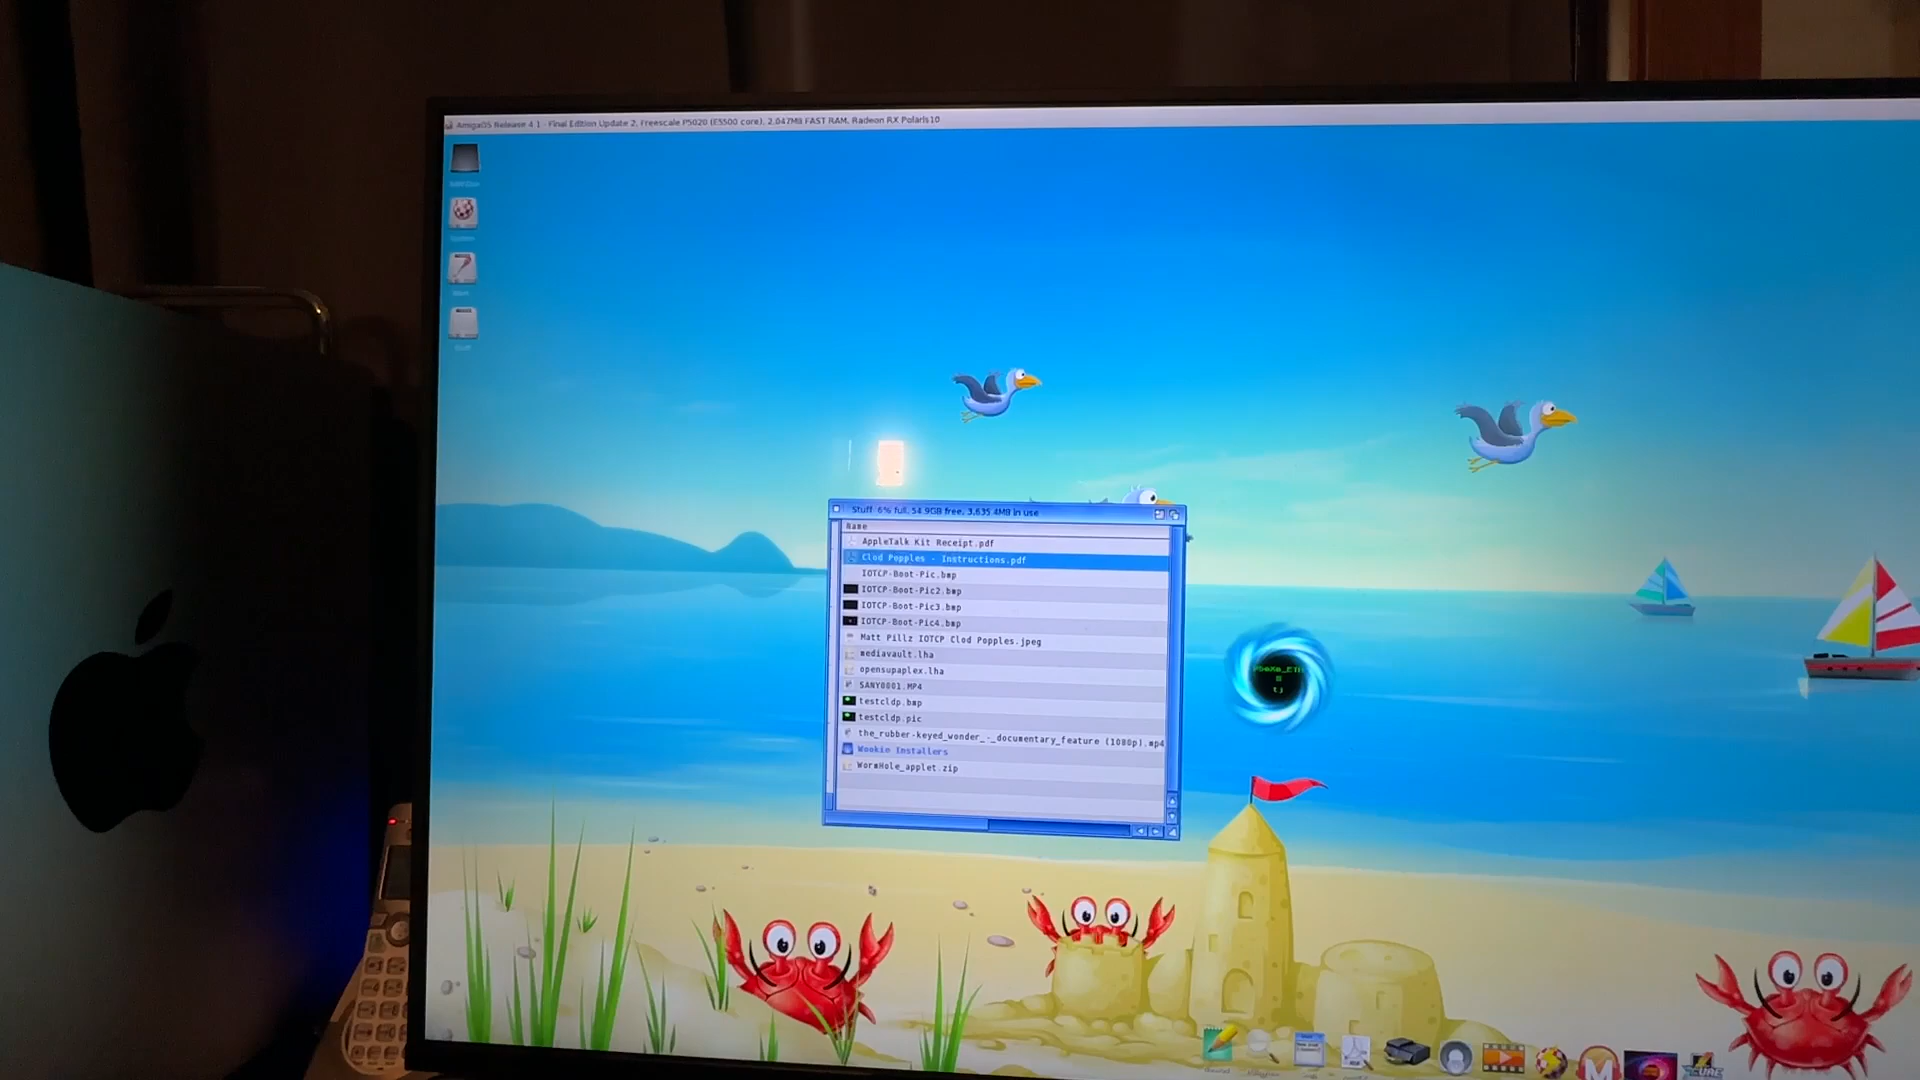 AmigaOS Release 4.1 - Final Edition Update 2, Freescale P5020 (E5500 core), 2,047MB FAST RAM, Radeon RX Polaris10
Stuff 6% full, 54.9GB free, 3,635.4MB in use
Name
AppleTalk Kit Receipt.pdf
Clod Popples - Instructions.pdf
IOTCP-Boot-Pic.bmp
IOTCP-Boot-Pic2.bmp
IOTCP-Boot-Pic3.bmp
IOTCP-Boot-Pic4.bmp
Matt Pillz IOTCP Clod Popples.jpeg
mediavault.lha
opensupaplex.lha
SANY0001.MP4
testcldp.bmp
testcldp.pic
the_rubber-keyed_wonder_-_documentary_feature (1080p).mp4
Wookie Installers
WormHole_applet.zip